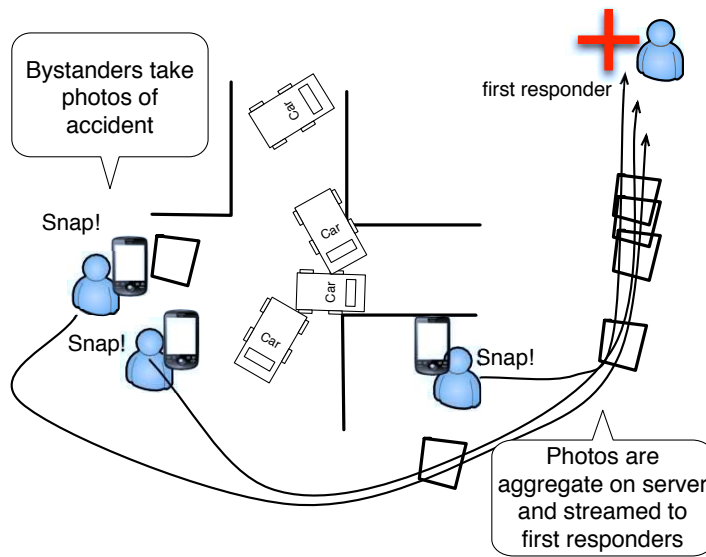 Bystanders take
photos of
accident
first responder
Car
Snap!
Car
Car
Snap!
Car
Snap!
Photos are
aggregate on server
and streamed to
first responders